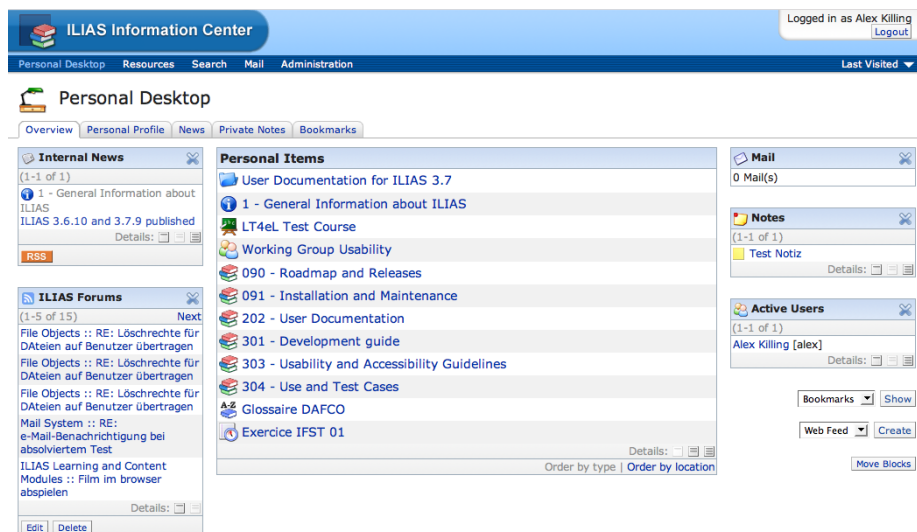 ILIAS Information Center
Logged in as Alex Killing
Logout
Personal Desktop Resources Search Mail Administration Last Visited
Personal Desktop
Overview Personal Profile News Private Notes Bookmarks
Internal News
(1-1 of 1)
1 - General Information about
ILIAS
ILIAS 3.6.10 and 3.7.9 published
Details:
RSS
ILIAS Forums
(1-5 of 15) Next
File Objects :: RE: Löschrechte für
DAteien auf Benutzer übertragen
File Objects :: RE: Löschrechte für
DAteien auf Benutzer übertragen
File Objects :: RE: Löschrechte für
DAteien auf Benutzer übertragen
Mail System :: RE:
e-Mail-Benachrichtigung bei
absolviertem Test
ILIAS Learning and Content
Modules :: Film im browser
abspielen
Details:
Edit Delete
Personal Items
User Documentation for ILIAS 3.7
1 - General Information about ILIAS
LT4eL Test Course
Working Group Usability
090 - Roadmap and Releases
091 - Installation and Maintenance
202 - User Documentation
301 - Development guide
303 - Usability and Accessibility Guidelines
304 - Use and Test Cases
A-Z Glossaire DAFCO
Exercice IFST 01
Details:
Order by type | Order by location
Mail
0 Mail(s)
Notes
(1-1 of 1)
Test Notiz
Details:
Active Users
(1-1 of 1)
Alex Killing [alex]
Details:
Bookmarks Show
Web Feed Create
Move Blocks